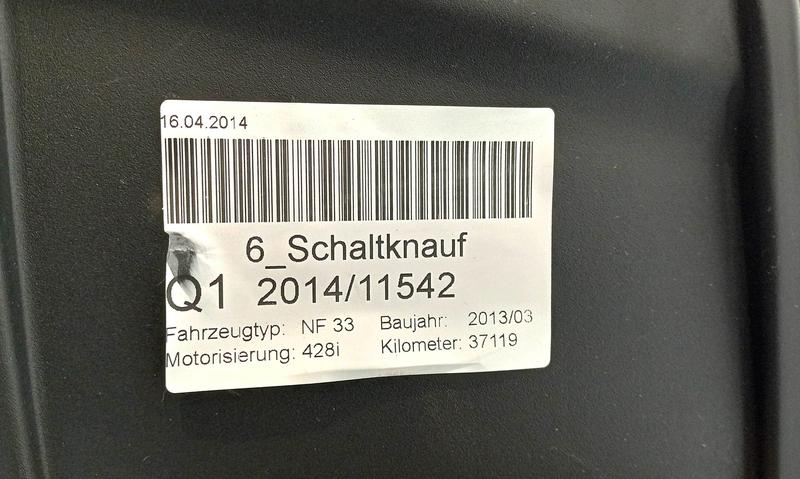 16.04.2014
6_Schaltknauf
Q1 2014/11542
Fahrzeugtyp: NF 33 Baujahr: 2013/03
Motorisierung: 428i Kilometer: 37119